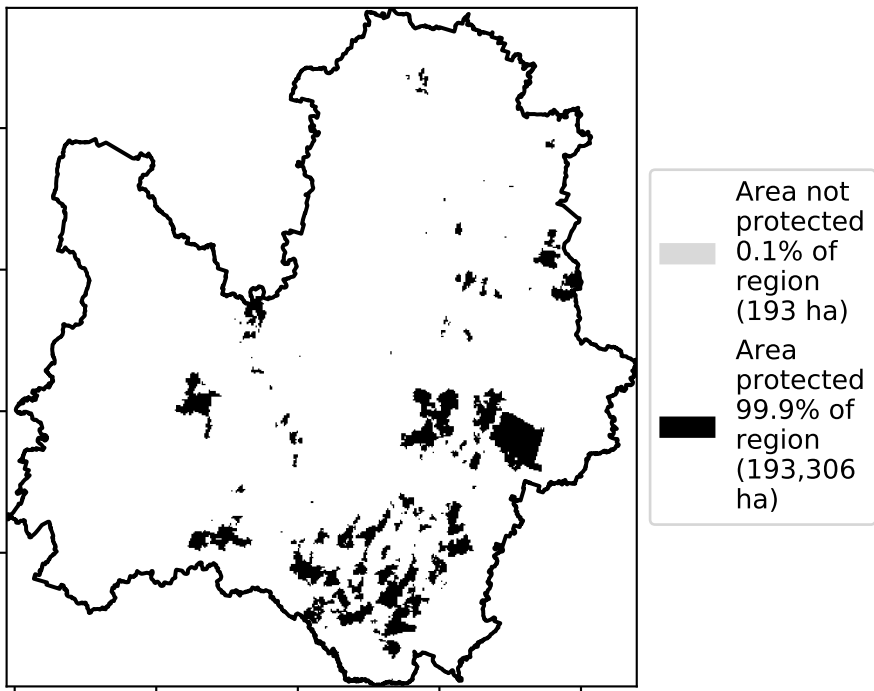 Area not
protected
0.1% of
region
(193 ha)
Area
protected
99.9% of
region
(193,306
ha)